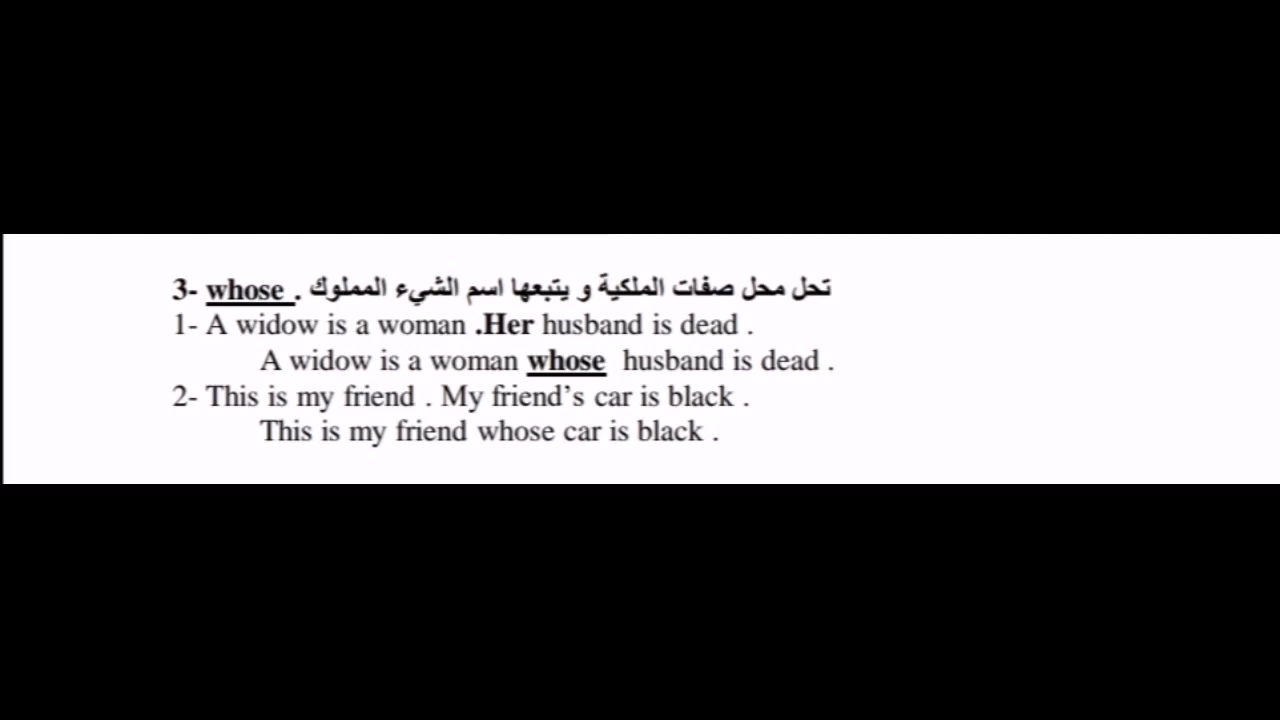 3- whose . تحل محل صفات الملكية و يتبعها اسم الشيء المملوك
1- A widow is a woman .Her husband is dead .
A widow is a woman whose husband is dead .
2- This is my friend . My friend’s car is black .
This is my friend whose car is black .